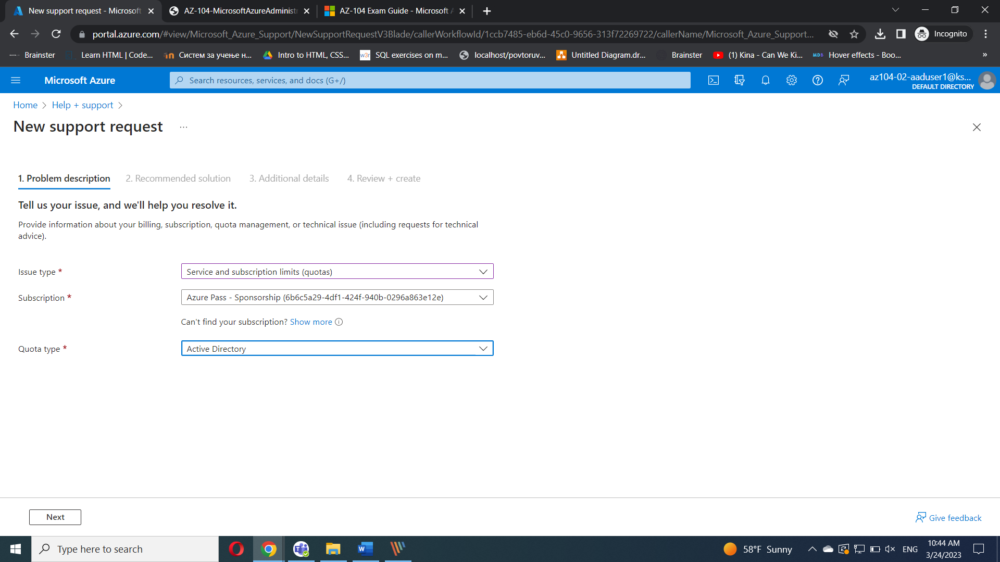 New support request - Microsoft
AZ-104-MicrosoftAzureAdministr
AZ-104 Exam Guide - Microsoft A
portal.azure.com/#view/Microsoft_Azure_Support/NewSupportRequestV3Blade/callerWorkflowId/1ccb7485-eb6d-45c0-9656-313f72269722/callerName/Microsoft_Azure_Support...
Incognito
Brainster
Learn HTML | Code...
Систем за учење н...
Intro to HTML, CSS...
w3r
SQL exercises on m...
localhost/povtoruv...
Untitled Diagram.dr...
Brainster
(1) Kina - Can We Ki...
MDB
Hover effects - Boo...
»
Microsoft Azure
Search resources, services, and docs (G+/)
az104-02-aaduser1@ks...
DEFAULT DIRECTORY
Home > Help + support >
New support request ...
1. Problem description
2. Recommended solution
3. Additional details
4. Review + create
Tell us your issue, and we'll help you resolve it.
Provide information about your billing, subscription, quota management, or technical issue (including requests for technical
advice).
Issue type *
Service and subscription limits (quotas)
Subscription *
Azure Pass - Sponsorship (6b6c5a29-4df1-424f-940b-0296a863e12e)
Can't find your subscription? Show more
Quota type *
Active Directory
Next
Give feedback
Type here to search
58°F Sunny
ENG
10:44 AM
3/24/2023